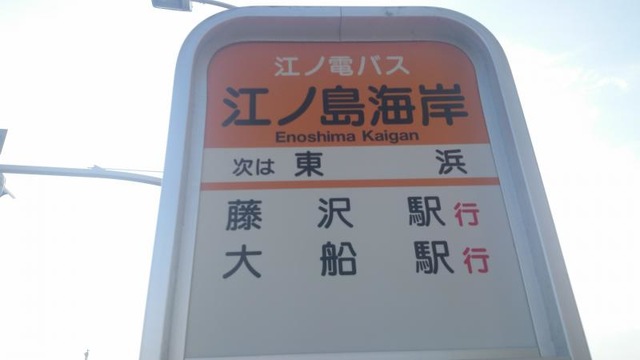 江ノ電バス
江ノ島海岸
Enoshima Kaigan
次は 東浜
藤沢駅行
大船駅行